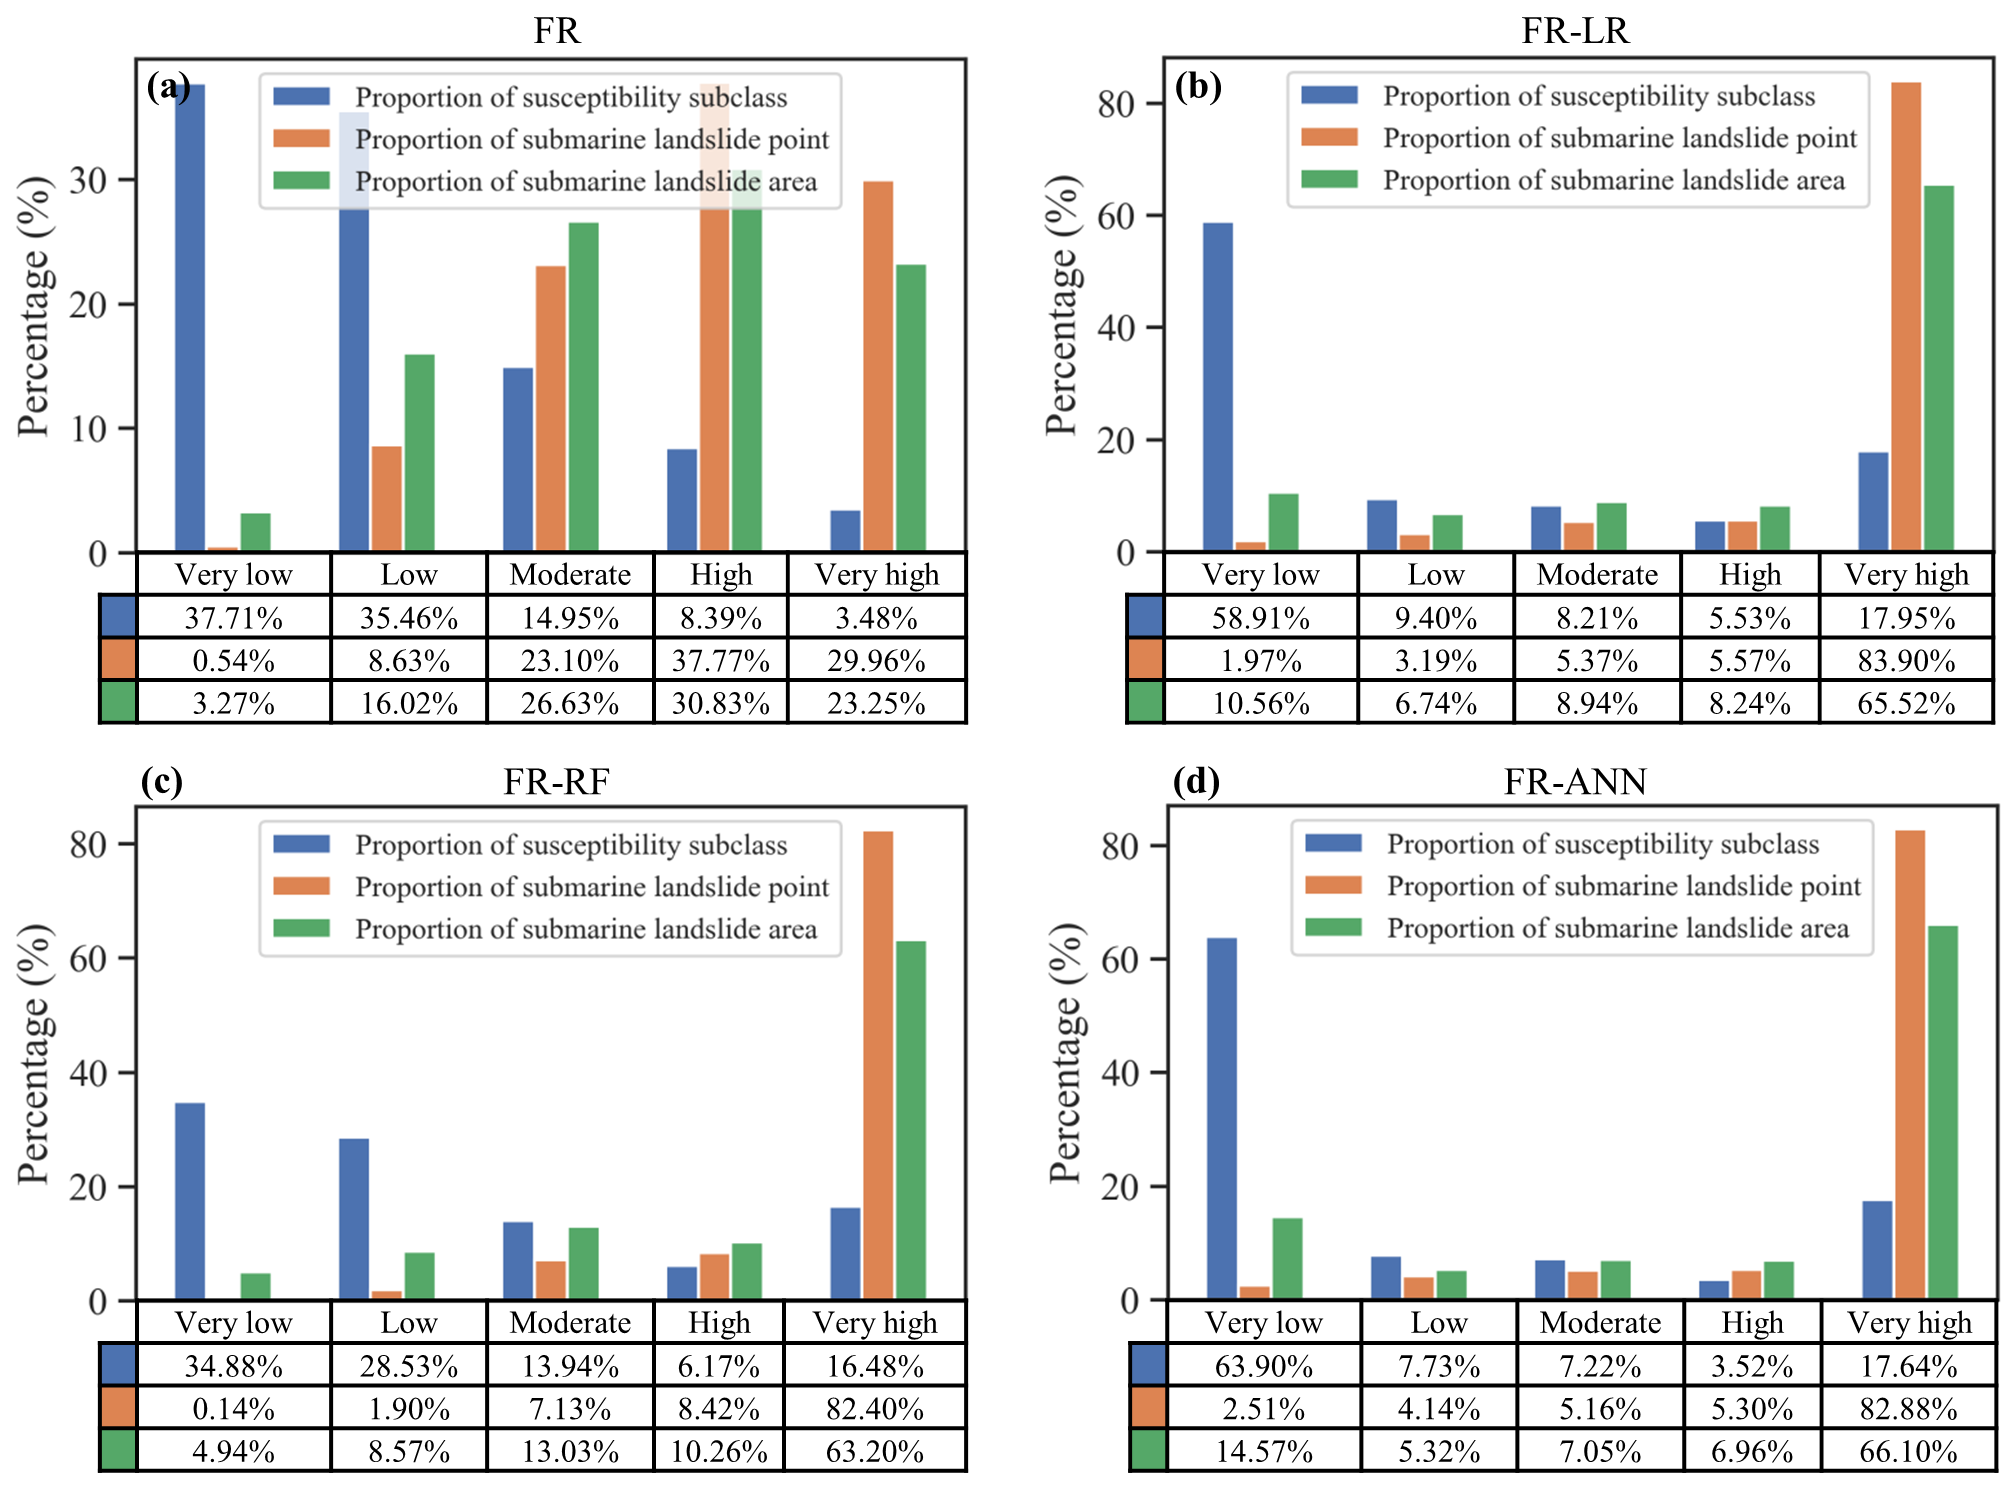 FR
(a)
Proportion of susceptibility subclass
Proportion of submarine landslide point
Proportion of submarine landslide area
Percentage (%)
30
20
10
0
Very low Low Moderate High Very high
37.71% 35.46% 14.95% 8.39% 3.48%
0.54% 8.63% 23.10% 37.77% 29.96%
3.27% 16.02% 26.63% 30.83% 23.25%
FR-LR
(b)
Proportion of susceptibility subclass
Proportion of submarine landslide point
Proportion of submarine landslide area
Percentage (%)
80
60
40
20
0
Very low Low Moderate High Very high
58.91% 9.40% 8.21% 5.53% 17.95%
1.97% 3.19% 5.37% 5.57% 83.90%
10.56% 6.74% 8.94% 8.24% 65.52%
(c) FR-RF
Proportion of susceptibility subclass
Proportion of submarine landslide point
Proportion of submarine landslide area
Percentage (%)
80
60
40
20
0
Very low Low Moderate High Very high
34.88% 28.53% 13.94% 6.17% 16.48%
0.14% 1.90% 7.13% 8.42% 82.40%
4.94% 8.57% 13.03% 10.26% 63.20%
(d) FR-ANN
Proportion of susceptibility subclass
Proportion of submarine landslide point
Proportion of submarine landslide area
Percentage (%)
80
60
40
20
0
Very low Low Moderate High Very high
63.90% 7.73% 7.22% 3.52% 17.64%
2.51% 4.14% 5.16% 5.30% 82.88%
14.57% 5.32% 7.05% 6.96% 66.10%